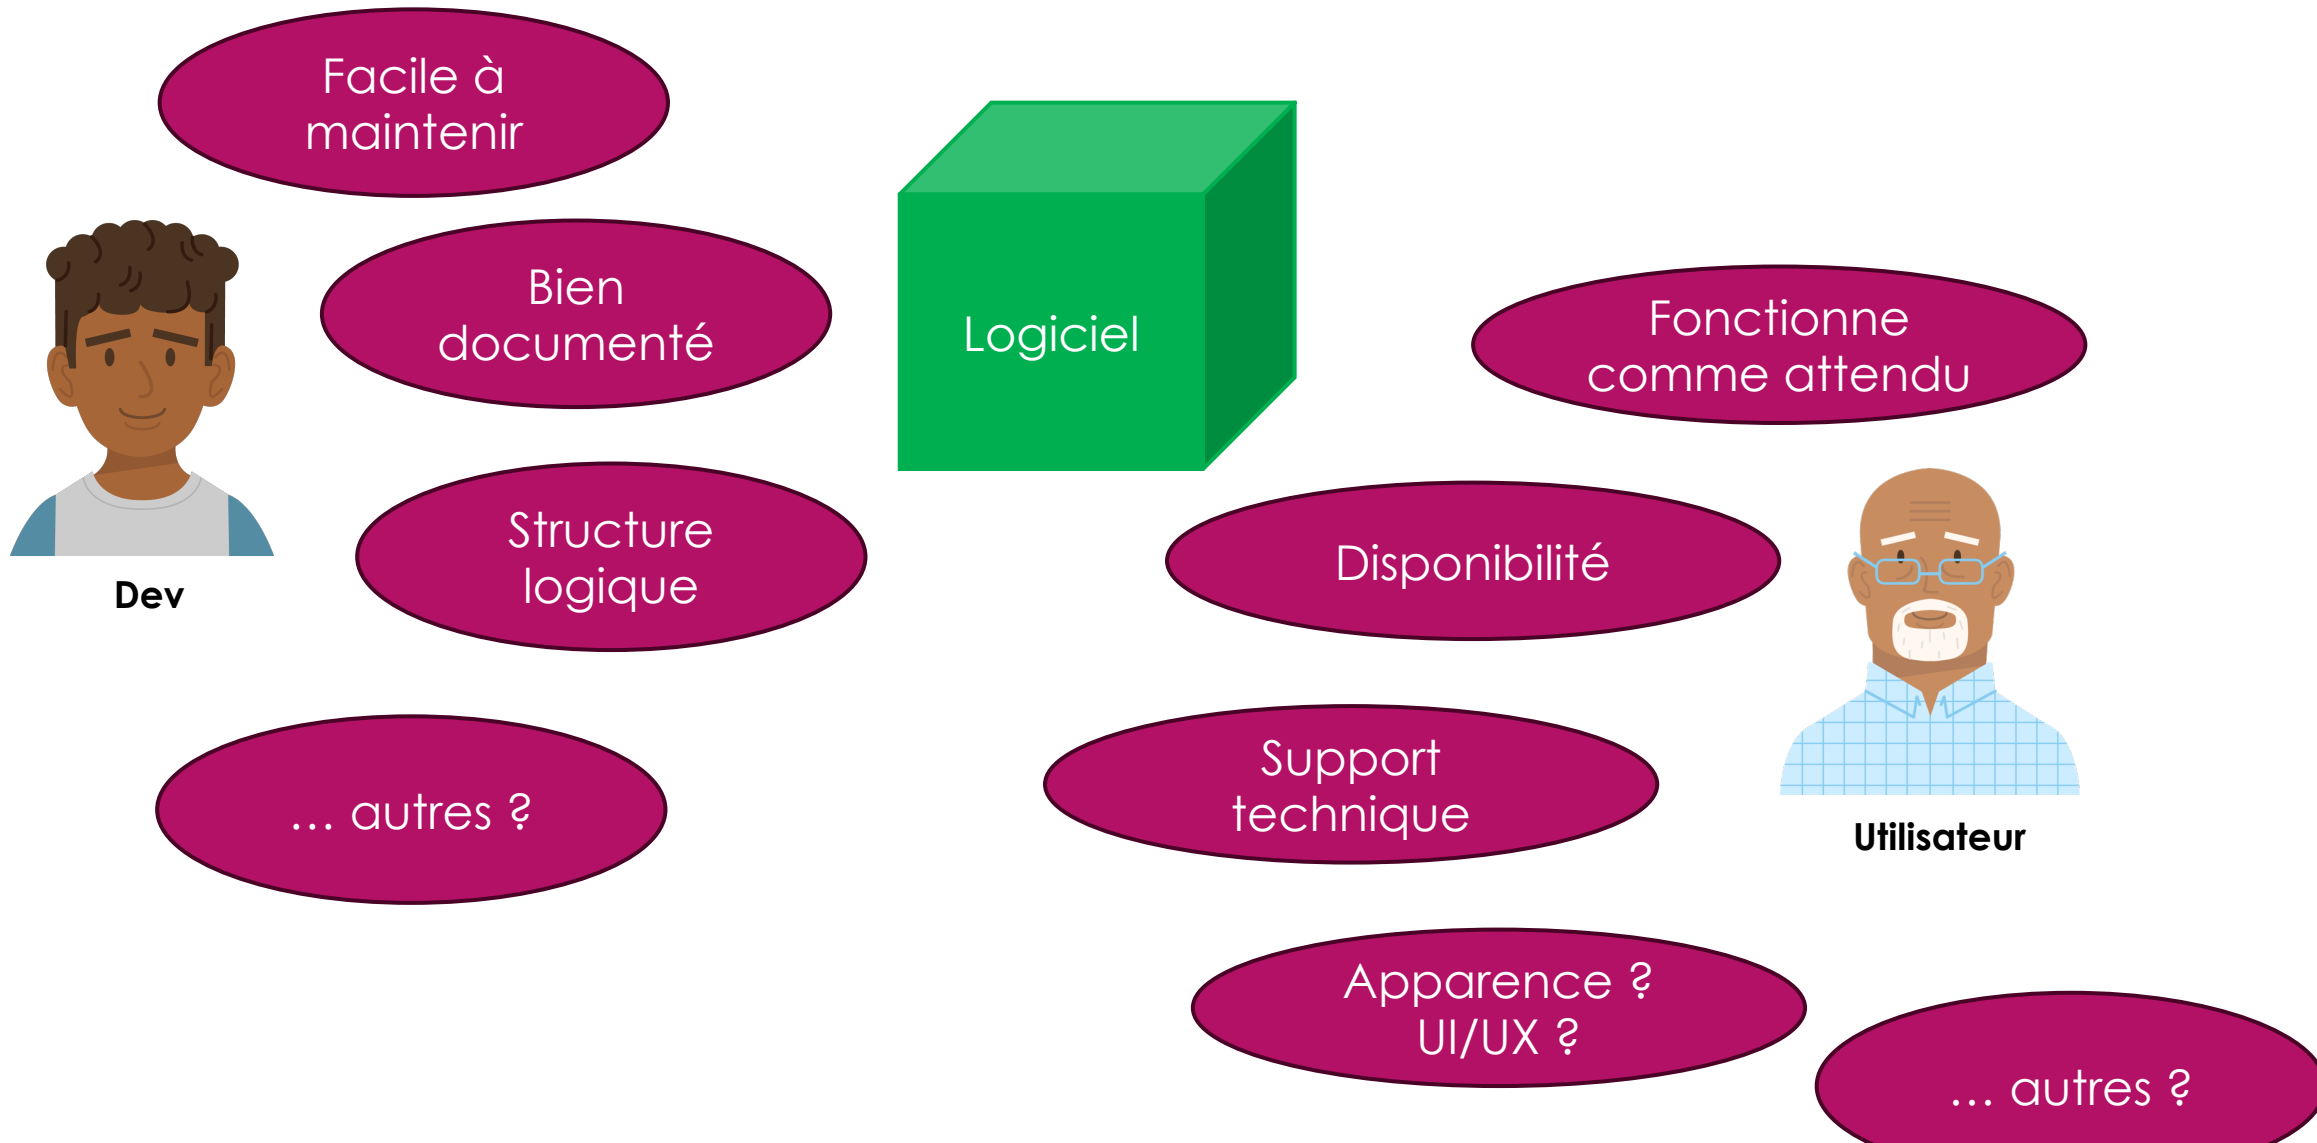 Facile à
maintenir
Bien
documenté
Structure
logique
Dev
... autres ?
Logiciel
Fonctionne
comme attendu
Disponibilité
Support
technique
Utilisateur
Apparence ?
UI/UX ?
... autres ?